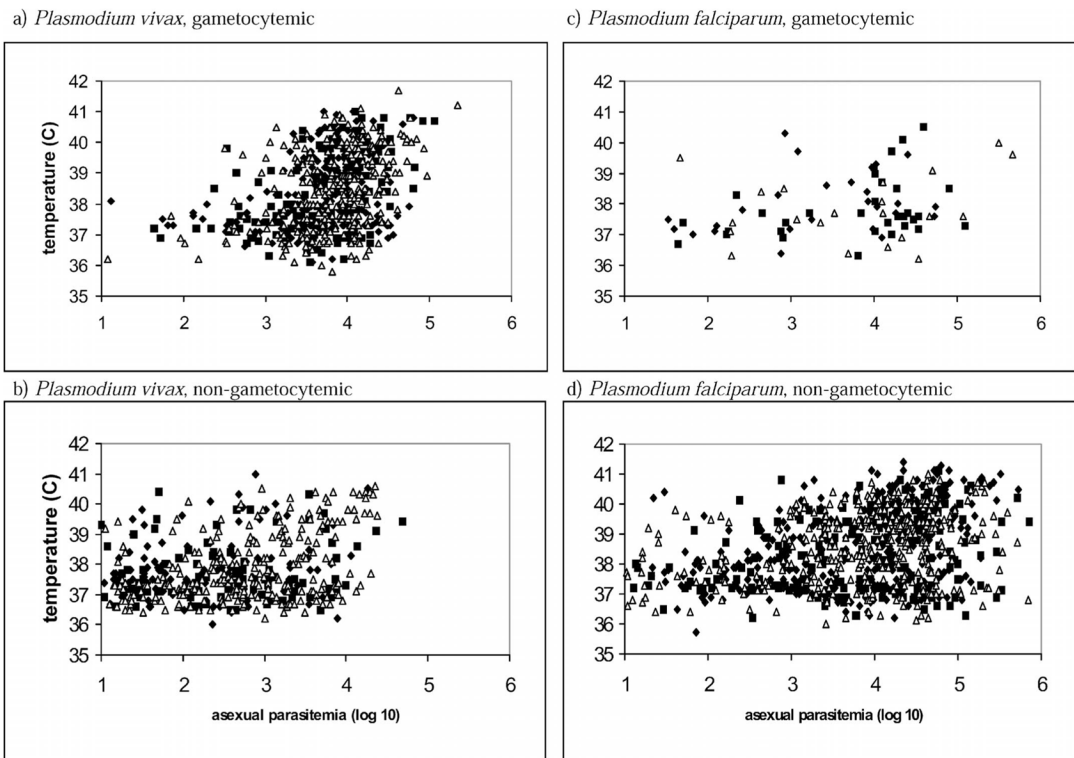 a) Plasmodium vivax, gametocytemic
temperature (C)
42
41
40
39
38
37
36
35
1 2 3 4 5 6
c) Plasmodium falciparum, gametocytemic
42
41
40
39
38
37
36
35
1 2 3 4 5 6
b) Plasmodium vivax, non-gametocytemic
temperature (C)
42
41
40
39
38
37
36
35
1 2 3 4 5 6
asexual parasitemia (log 10)
d) Plasmodium falciparum, non-gametocytemic
42
41
40
39
38
37
36
35
1 2 3 4 5 6
asexual parasitemia (log 10)